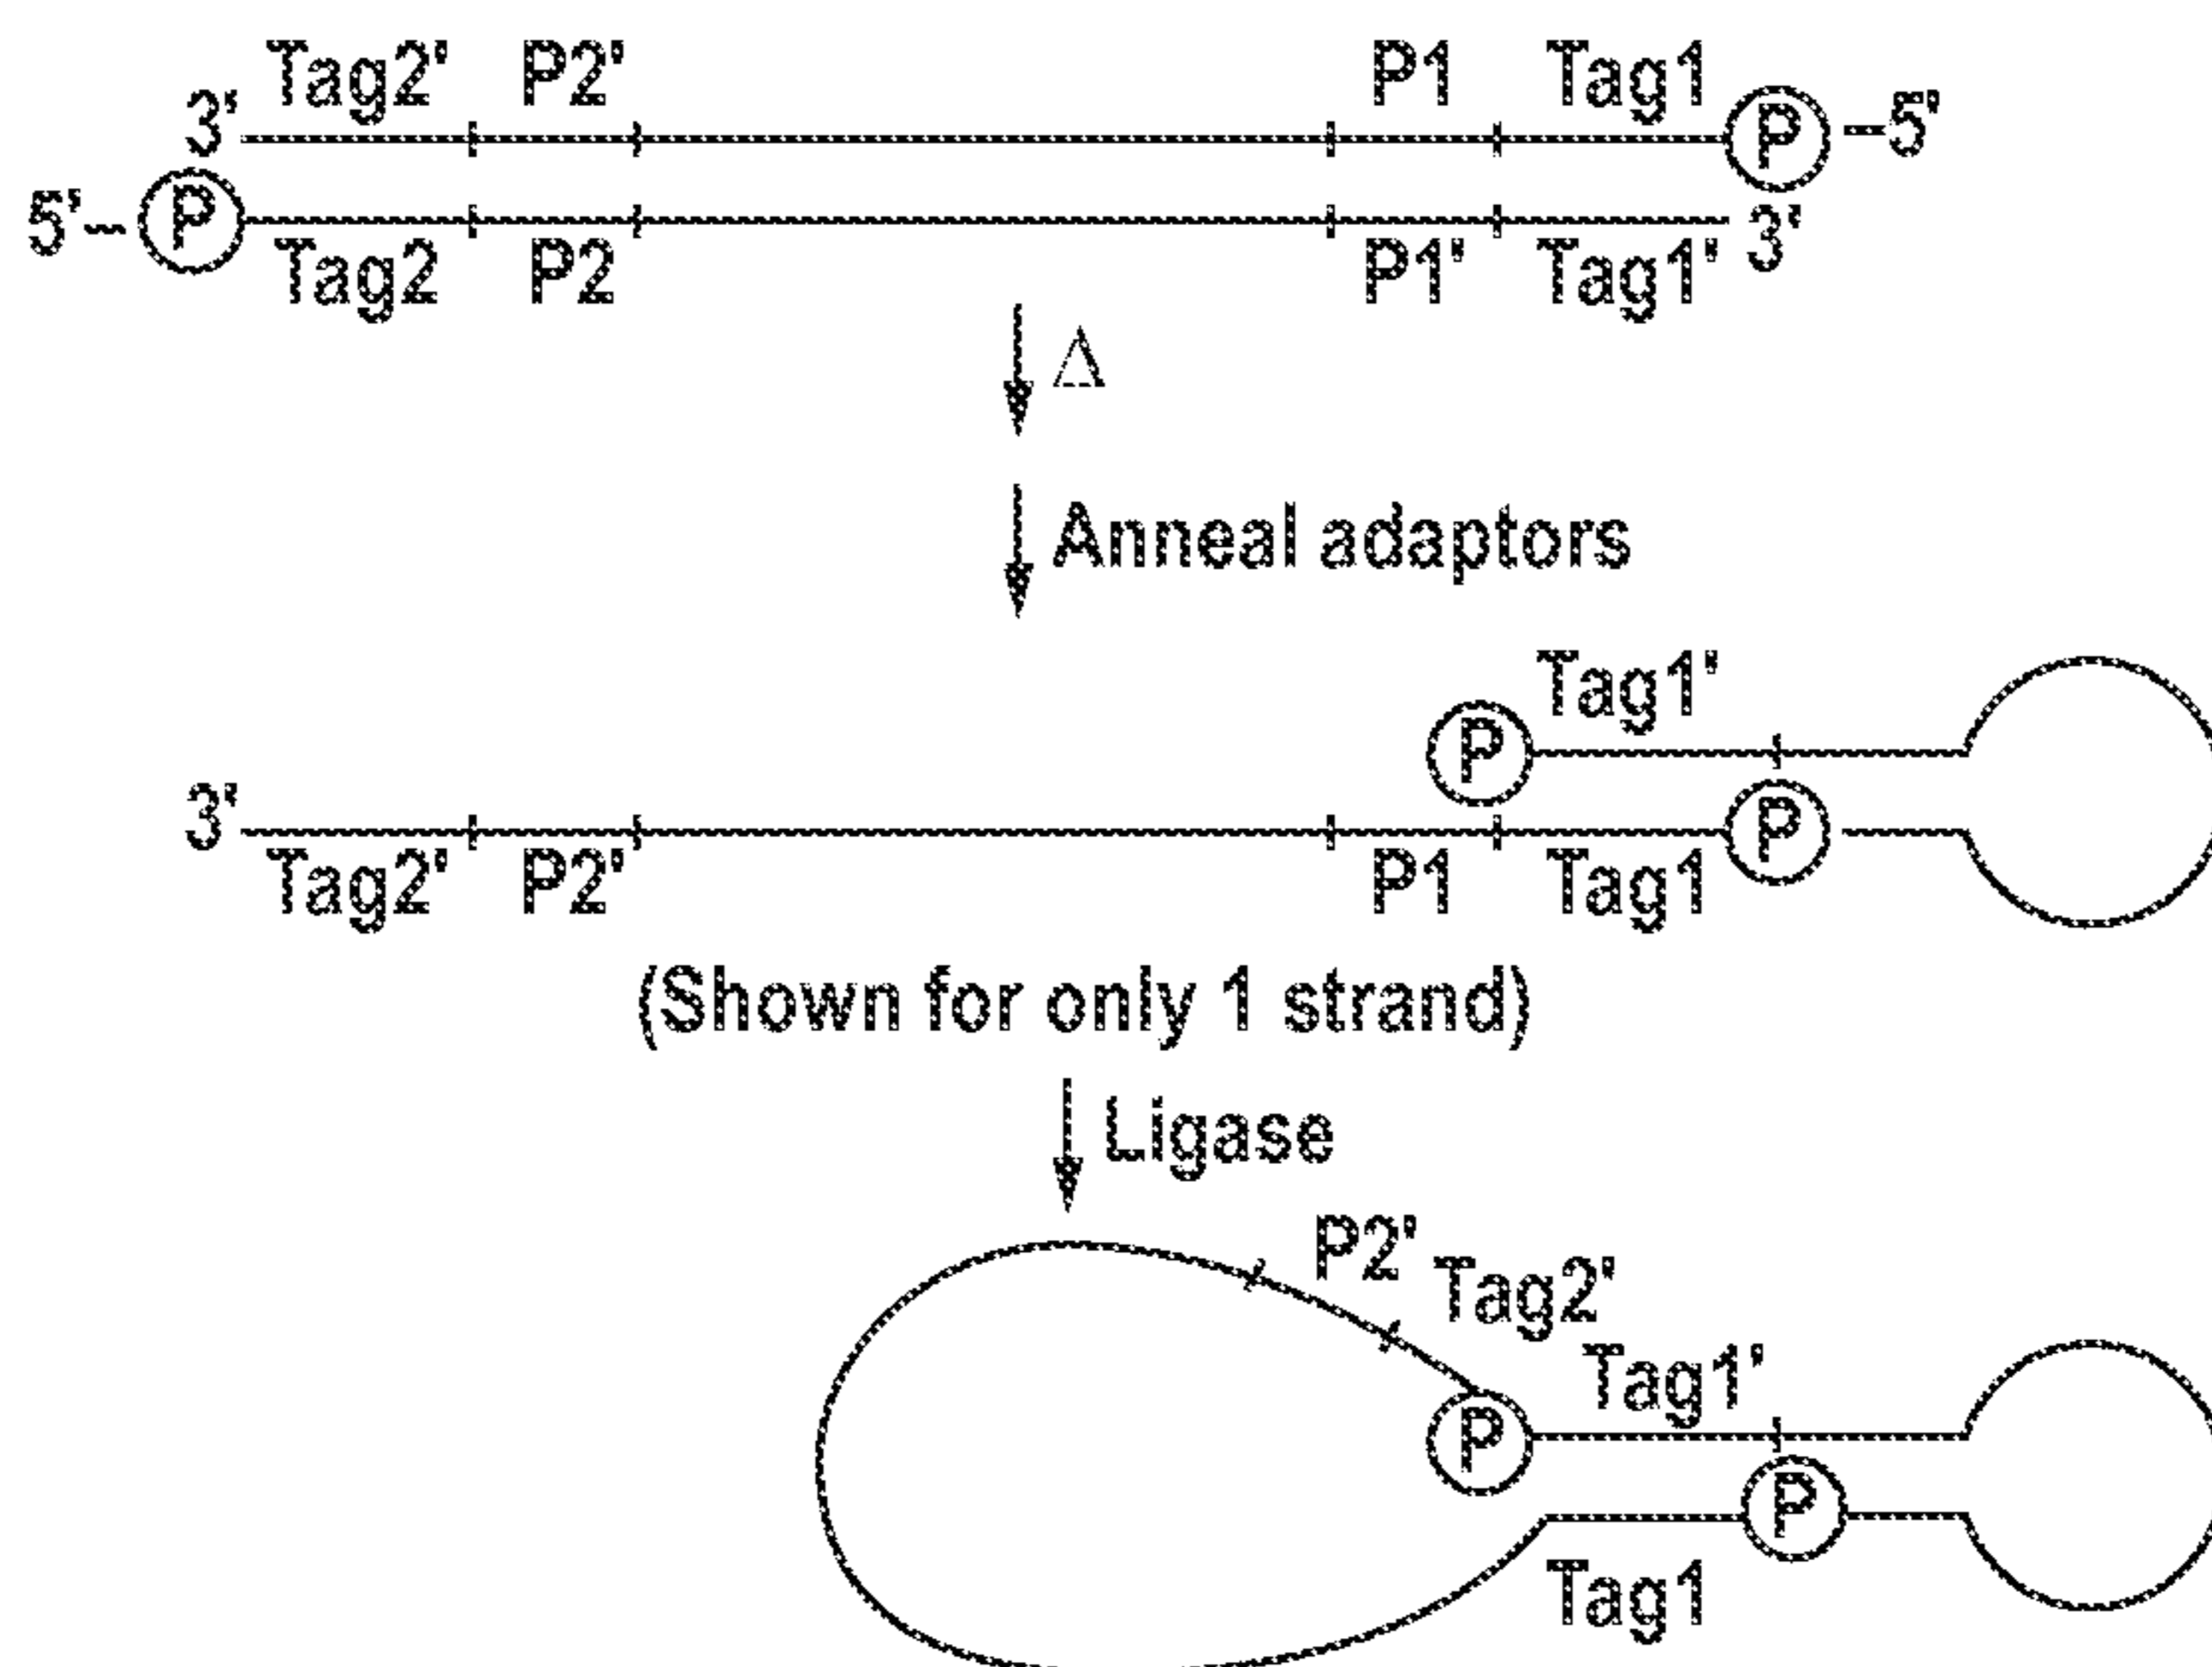 Tag2' P2' P1 Tag1
3' P –5'
5'– P 3'
Tag2 P2 P1' Tag1'
Δ
Anneal adaptors
Tag1'
P
3' P
Tag2' P2' P1 Tag1
(Shown for only 1 strand)
Ligase
P2'
Tag2'
Tag1'
P
P
Tag1